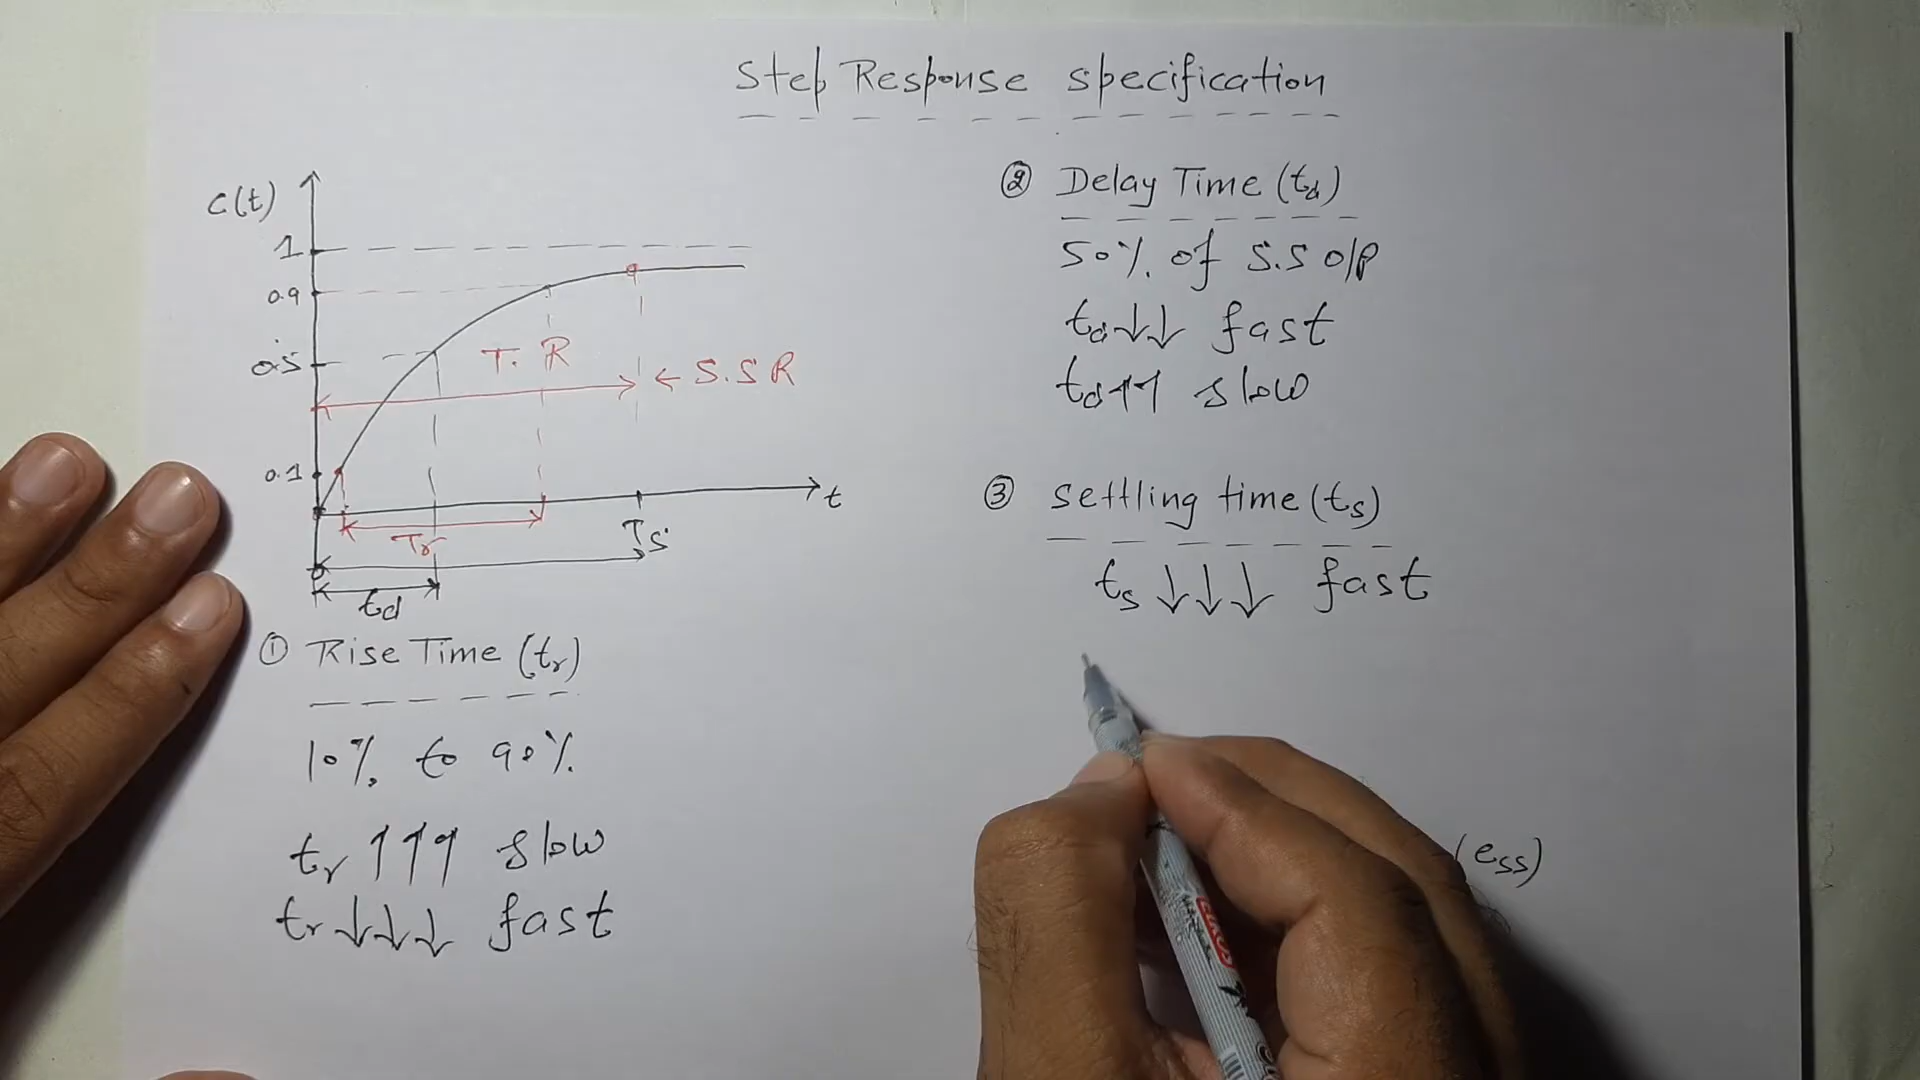 Step Response specification
c(t)
1
0.9
0.5
0.1
T. R
← S.S R
t
Tr
Ts
td
① Rise Time (tr)
10% to 90%
tr ↑↑↑ slow
tr ↓↓↓ fast
② Delay Time (td)
50% of S.S o/p
td↓↓ fast
td↑↑ slow
③ settling time (ts)
ts ↓↓↓ fast
(ess)